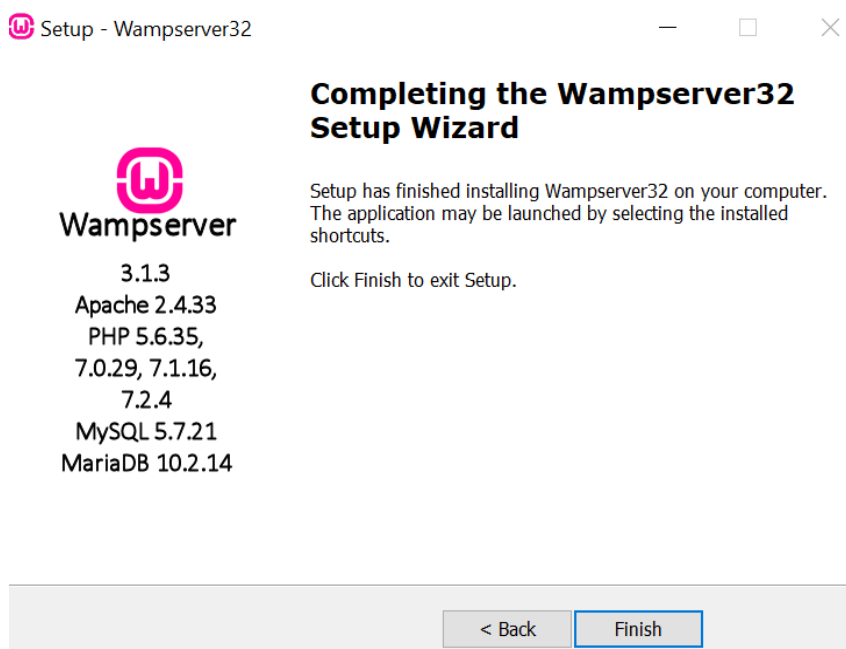 Setup - Wampserver32
Completing the Wampserver32
Setup Wizard
Setup has finished installing Wampserver32 on your computer.
The application may be launched by selecting the installed
shortcuts.
Click Finish to exit Setup.
Wampserver
3.1.3
Apache 2.4.33
PHP 5.6.35,
7.0.29, 7.1.16,
7.2.4
MySQL 5.7.21
MariaDB 10.2.14
< Back
Finish